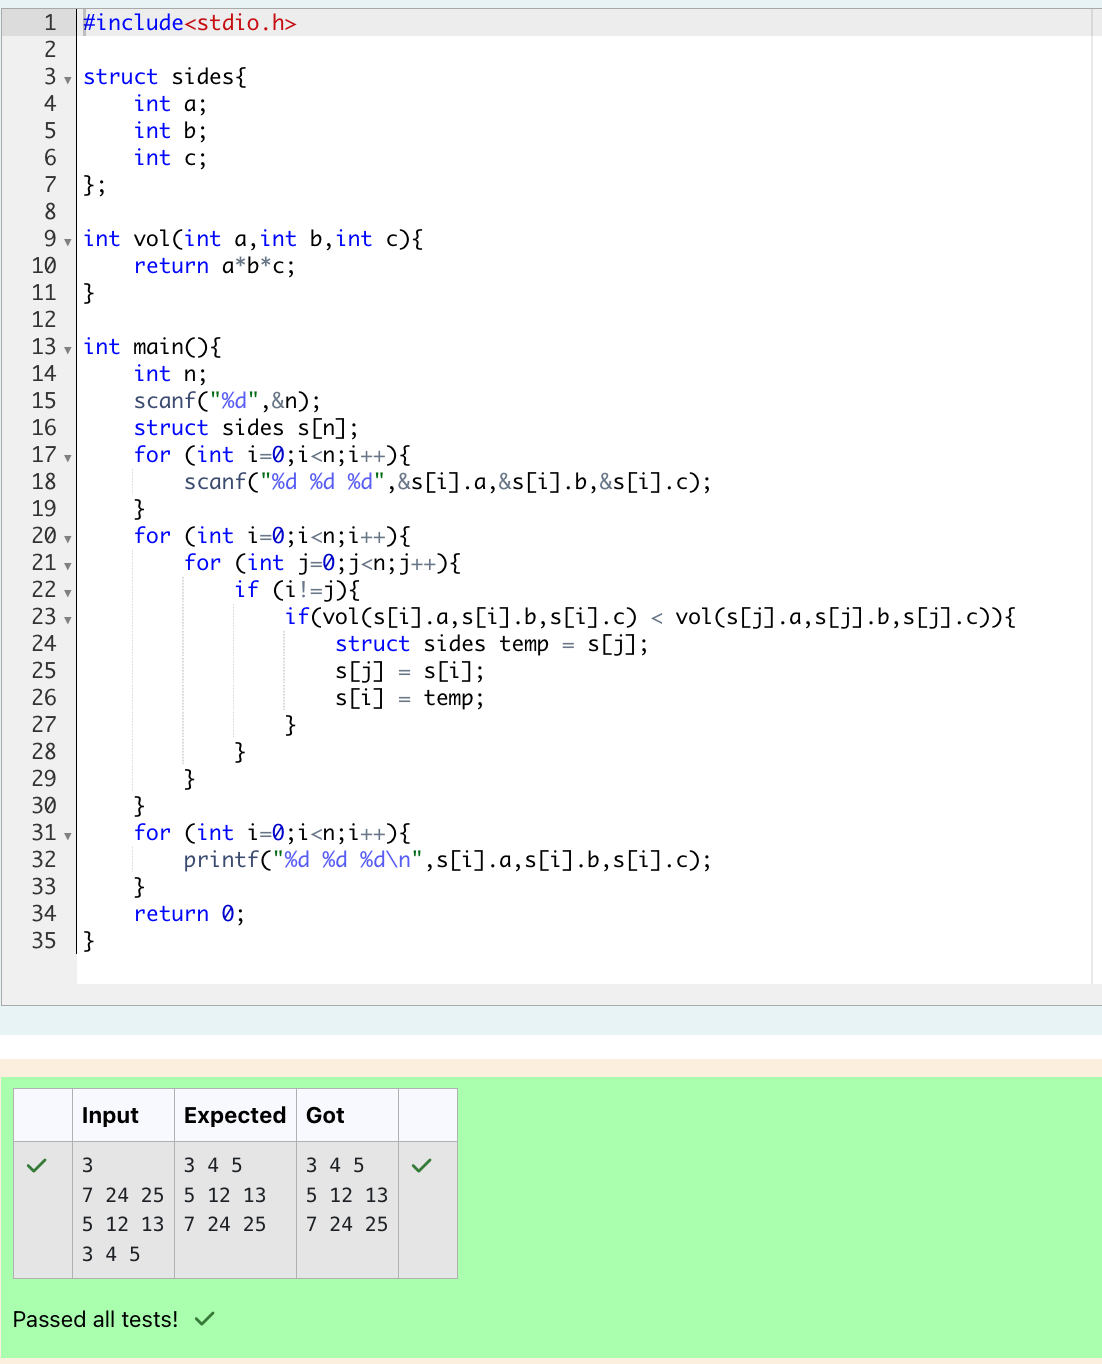 1 #include<stdio.h>
2
3 struct sides{
4     int a;
5     int b;
6     int c;
7 };
8
9 int vol(int a,int b,int c){
10     return a*b*c;
11 }
12
13 int main(){
14     int n;
15     scanf("%d",&n);
16     struct sides s[n];
17     for (int i=0;i<n;i++){
18         scanf("%d %d %d",&s[i].a,&s[i].b,&s[i].c);
19     }
20     for (int i=0;i<n;i++){
21         for (int j=0;j<n;j++){
22             if (i!=j){
23                 if(vol(s[i].a,s[i].b,s[i].c) < vol(s[j].a,s[j].b,s[j].c)){
24                     struct sides temp = s[j];
25                     s[j] = s[i];
26                     s[i] = temp;
27                 }
28             }
29         }
30     }
31     for (int i=0;i<n;i++){
32         printf("%d %d %d\n",s[i].a,s[i].b,s[i].c);
33     }
34     return 0;
35 }
Input Expected Got
3 3 4 5 3 4 5
7 24 25 5 12 13 5 12 13
5 12 13 7 24 25 7 24 25
3 4 5
Passed all tests!